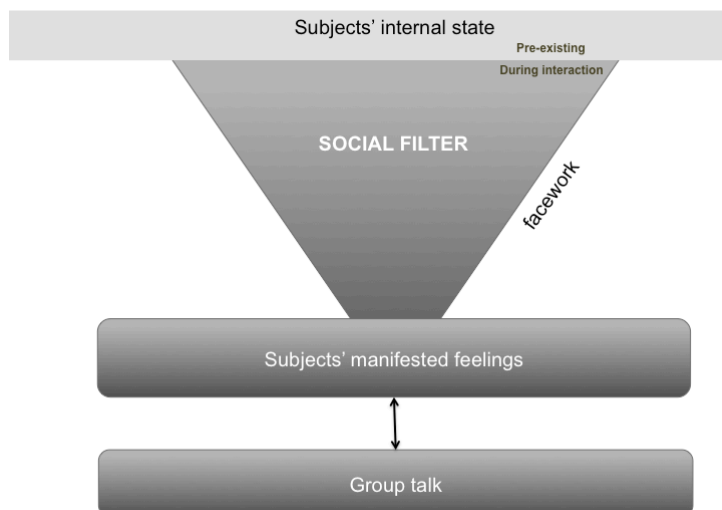 Subjects' internal state
Pre-existing
During interaction
SOCIAL FILTER
facework
Subjects' manifested feelings
Group talk